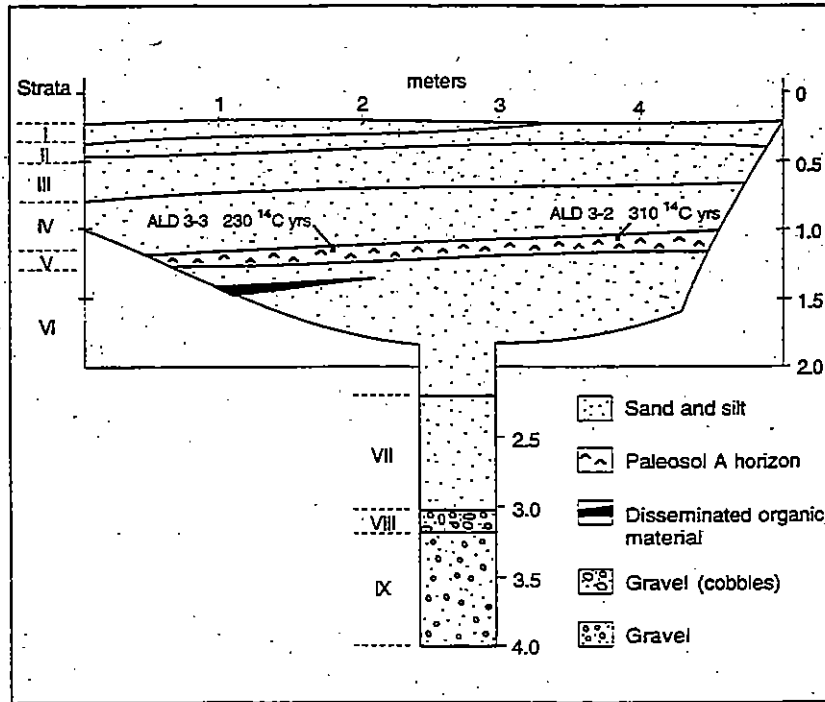 meters
Strata
1
2
3
4
0
I
II
0.5
III
IV
ALD 3-3 230 ¹⁴C yrs
ALD 3-2 310 ¹⁴C yrs
1.0
V
VI
1.5
2.0
Sand and silt
2.5
VII
Paleosol A horizon
3.0
VIII
Disseminated organic
material
IX
3.5
Gravel (cobbles)
Gravel
4.0